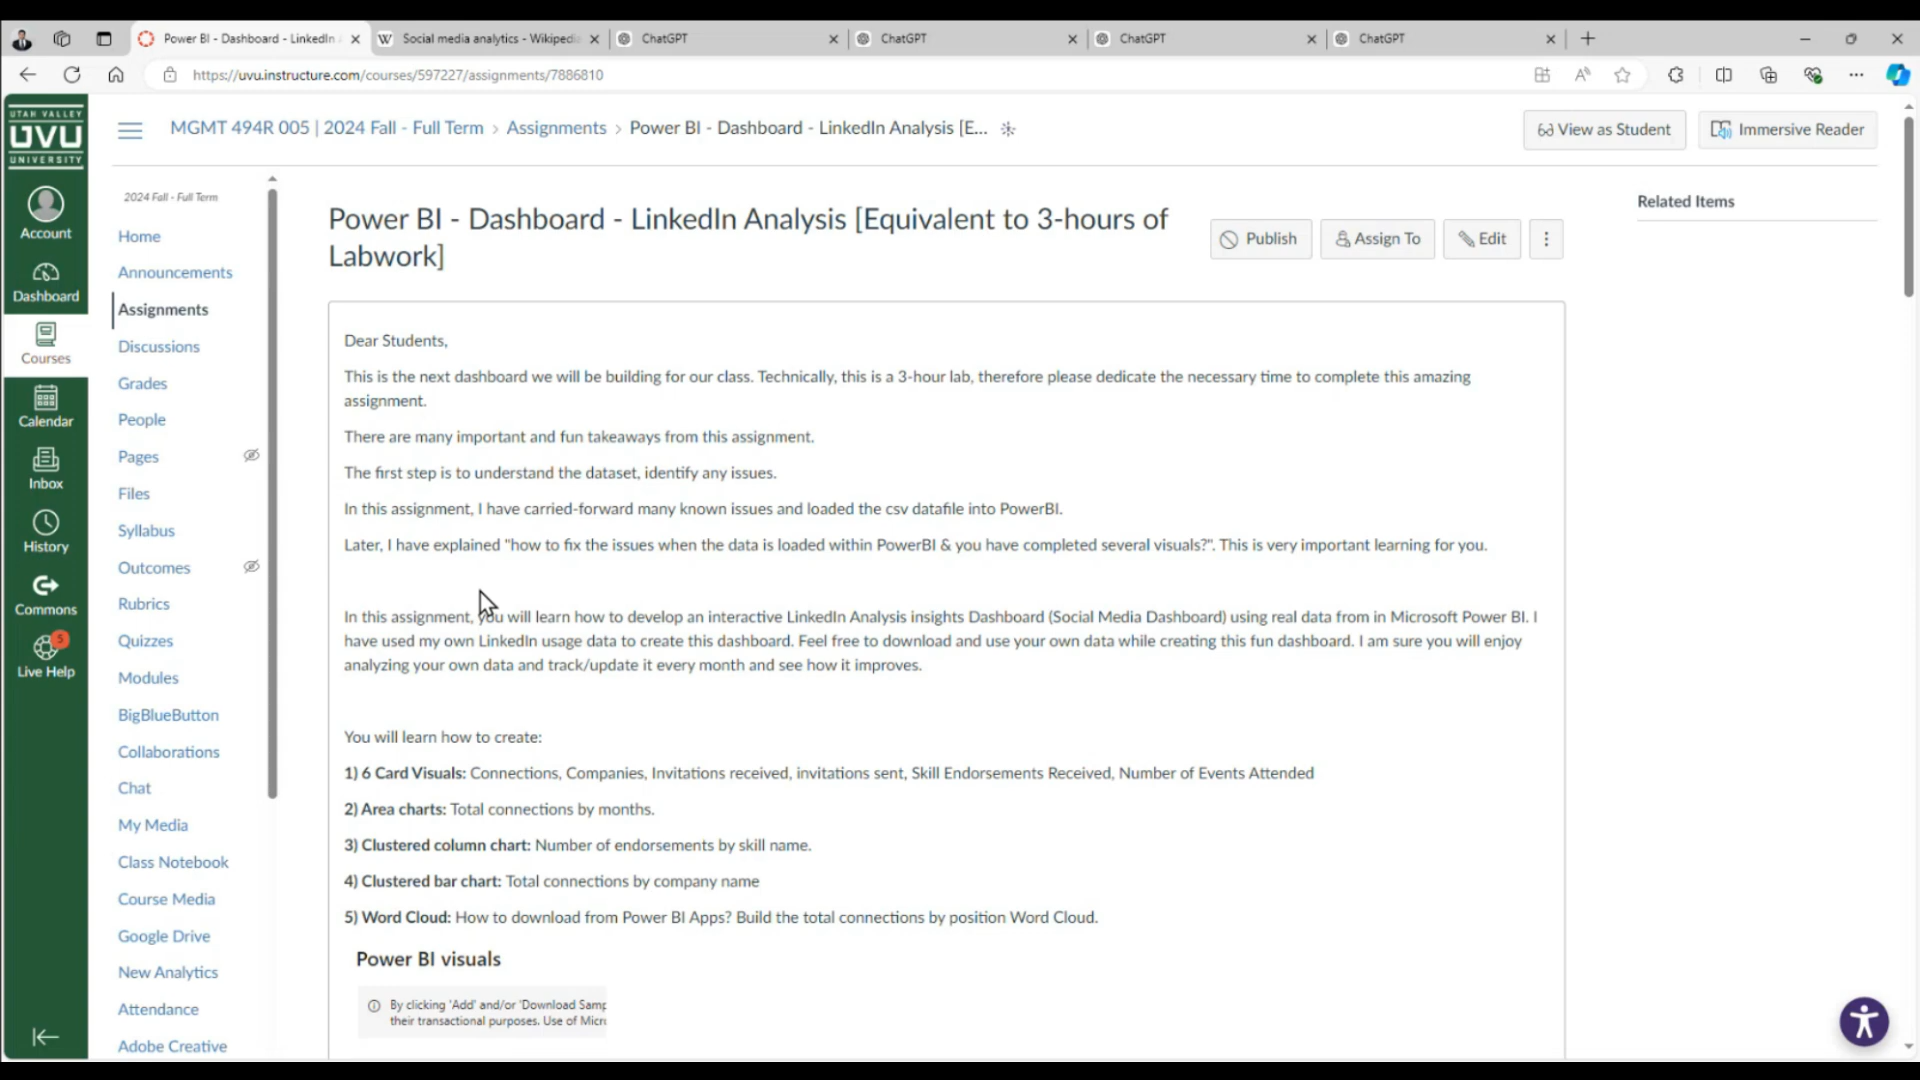 Power BI - Dashboard - LinkedIn
Social media analytics - Wikipedi
ChatGPT
ChatGPT
ChatGPT
ChatGPT
https://uvu.instructure.com/courses/597227/assignments/7886810
UTAH VALLEY
UVU
UNIVERSITY
MGMT 494R 005 | 2024 Fall - Full Term > Assignments > Power BI - Dashboard - LinkedIn Analysis [E...
View as Student
Immersive Reader
Account
Dashboard
Courses
Calendar
Inbox
History
Commons
5
Live Help
2024 Fall - Full Term
Home
Announcements
Assignments
Discussions
Grades
People
Pages
Files
Syllabus
Outcomes
Rubrics
Quizzes
Modules
BigBlueButton
Collaborations
Chat
My Media
Class Notebook
Course Media
Google Drive
New Analytics
Attendance
Adobe Creative
Power BI - Dashboard - LinkedIn Analysis [Equivalent to 3-hours of
Labwork]
Publish
Assign To
Edit
Related Items
Dear Students,
This is the next dashboard we will be building for our class. Technically, this is a 3-hour lab, therefore please dedicate the necessary time to complete this amazing
assignment.
There are many important and fun takeaways from this assignment.
The first step is to understand the dataset, identify any issues.
In this assignment, I have carried-forward many known issues and loaded the csv datafile into PowerBI.
Later, I have explained "how to fix the issues when the data is loaded within PowerBI & you have completed several visuals?". This is very important learning for you.
In this assignment, you will learn how to develop an interactive LinkedIn Analysis insights Dashboard (Social Media Dashboard) using real data from in Microsoft Power BI. I
have used my own LinkedIn usage data to create this dashboard. Feel free to download and use your own data while creating this fun dashboard. I am sure you will enjoy
analyzing your own data and track/update it every month and see how it improves.
You will learn how to create:
1) 6 Card Visuals: Connections, Companies, Invitations received, invitations sent, Skill Endorsements Received, Number of Events Attended
2) Area charts: Total connections by months.
3) Clustered column chart: Number of endorsements by skill name.
4) Clustered bar chart: Total connections by company name
5) Word Cloud: How to download from Power BI Apps? Build the total connections by position Word Cloud.
Power BI visuals
By clicking 'Add' and/or 'Download Samp
their transactional purposes. Use of Micr